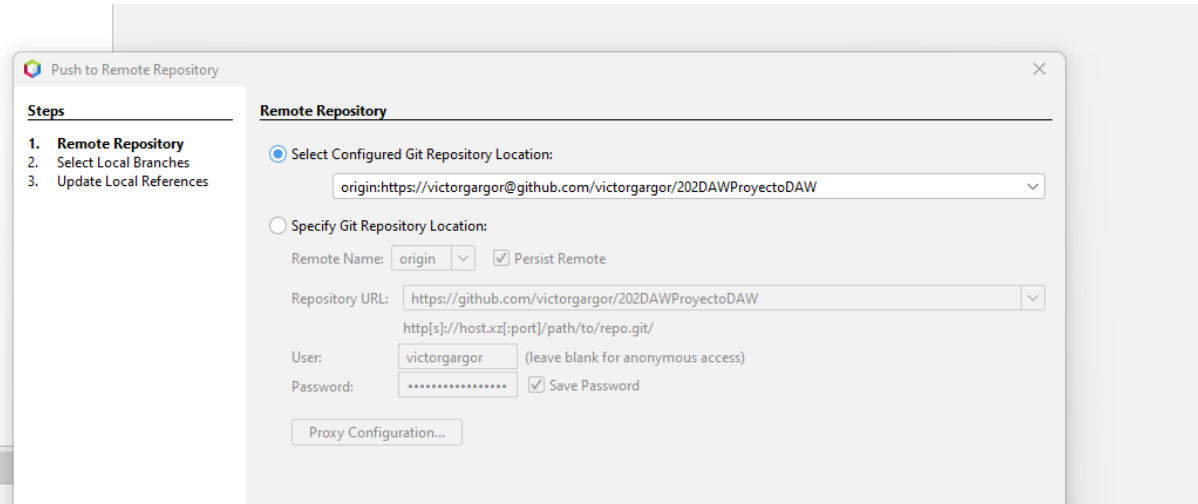 Push to Remote Repository
Steps
1. Remote Repository
2. Select Local Branches
3. Update Local References
Remote Repository
Select Configured Git Repository Location:
origin:https://victorgargor@github.com/victorgargor/202DAWProyectoDAW
Specify Git Repository Location:
Remote Name: origin Persist Remote
Repository URL: https://github.com/victorgargor/202DAWProyectoDAW
http[s]://host.xz[:port]/path/to/repo.git/
User: victorgargor (leave blank for anonymous access)
Password: ••••••••••••••••• Save Password
Proxy Configuration...